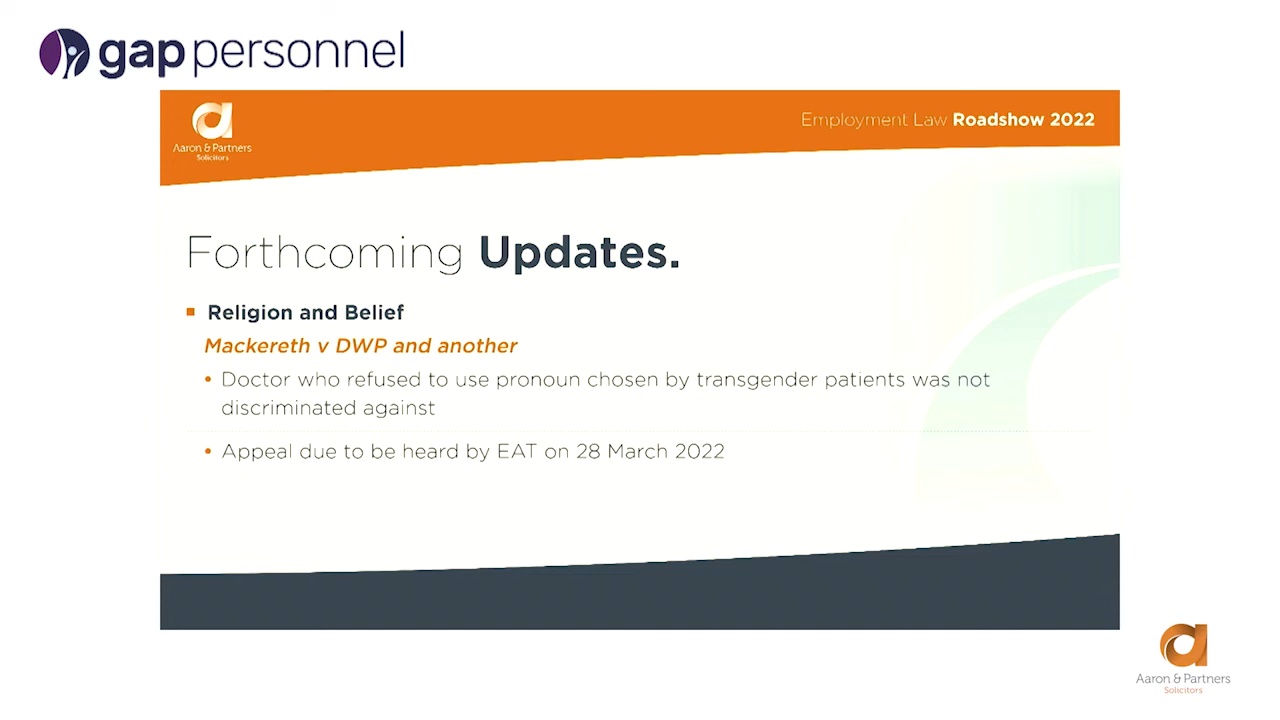 gap personnel
Aaron & Partners
Solicitors
Employment Law Roadshow 2022
Forthcoming Updates.
Religion and Belief
Mackereth v DWP and another
Doctor who refused to use pronoun chosen by transgender patients was not
discriminated against
Appeal due to be heard by EAT on 28 March 2022
Aaron & Partners
Solicitors